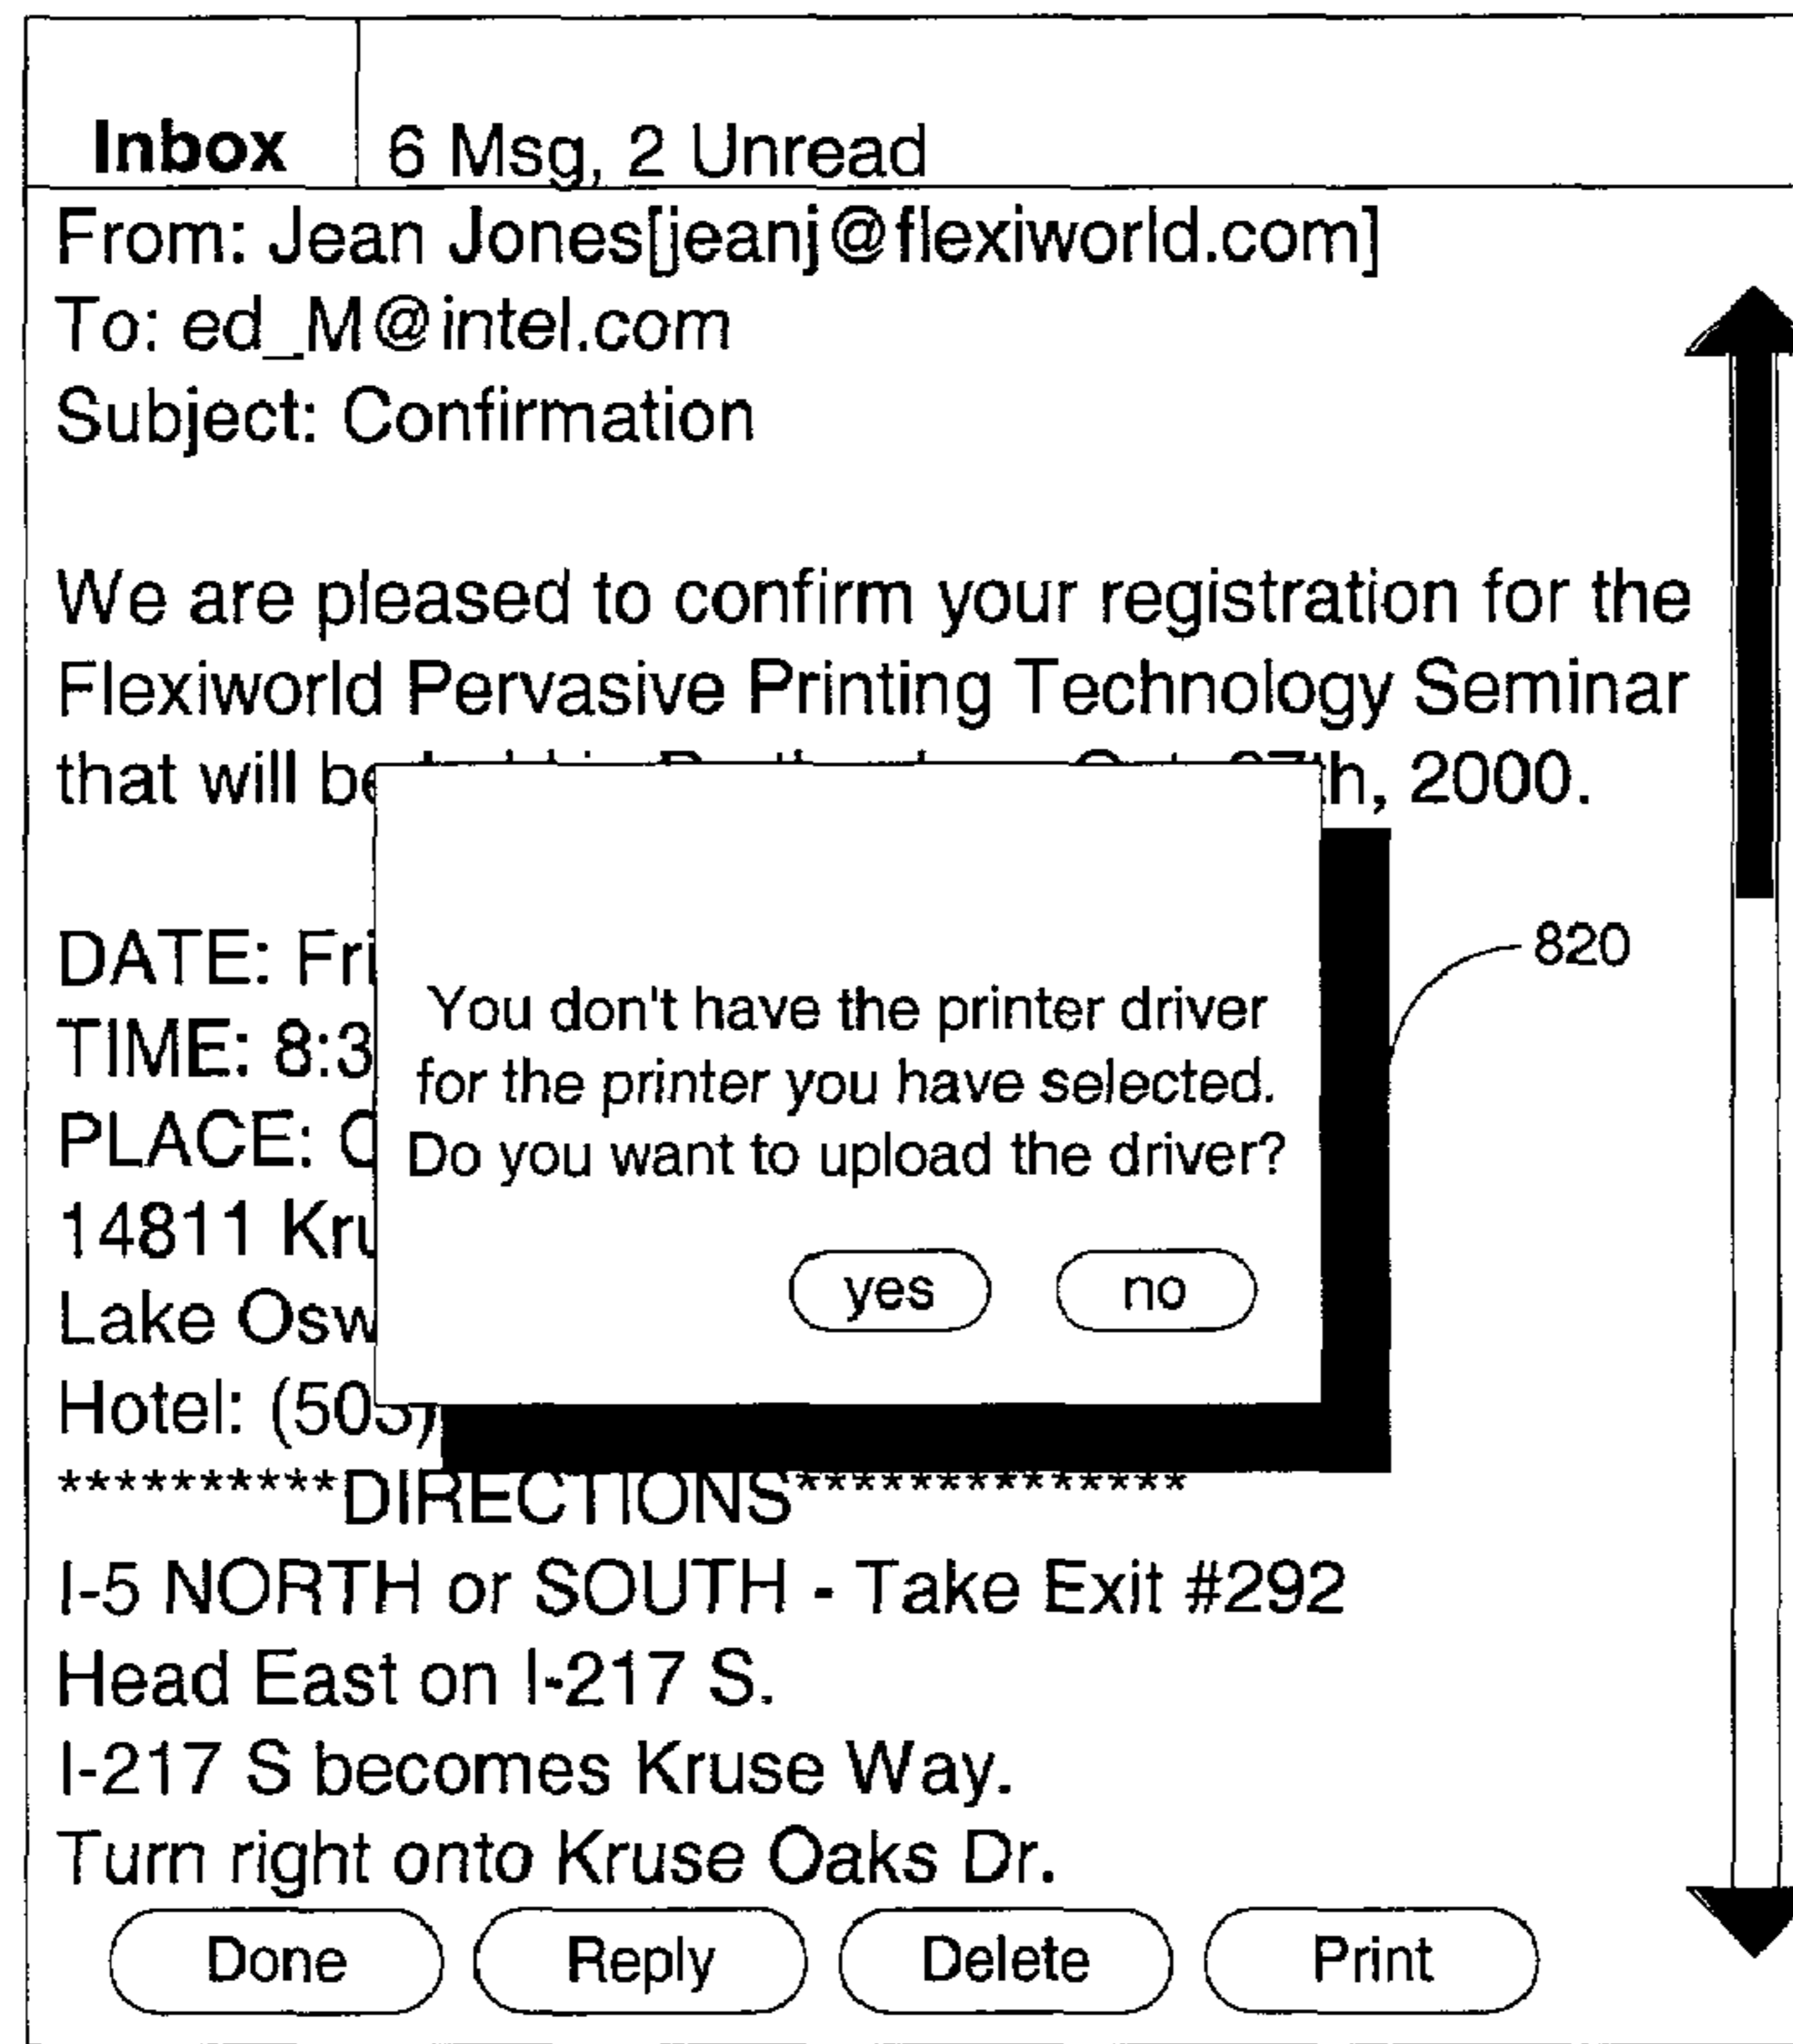 Inbox 6 Msg, 2 Unread
From: Jean Jones[jeanj@flexiworld.com]
To: ed_M@intel.com
Subject: Confirmation
We are pleased to confirm your registration for the
Flexiworld Pervasive Printing Technology Seminar
that will be h, 2000.
DATE: Fri
TIME: 8:3
PLACE:
14811 Kru
Lake Osw
Hotel: (503)
820
You don't have the printer driver
for the printer you have selected.
Do you want to upload the driver?
yes no
**********DIRECTIONS**************
I-5 NORTH or SOUTH - Take Exit #292
Head East on I-217 S.
I-217 S becomes Kruse Way.
Turn right onto Kruse Oaks Dr.
Done Reply Delete Print